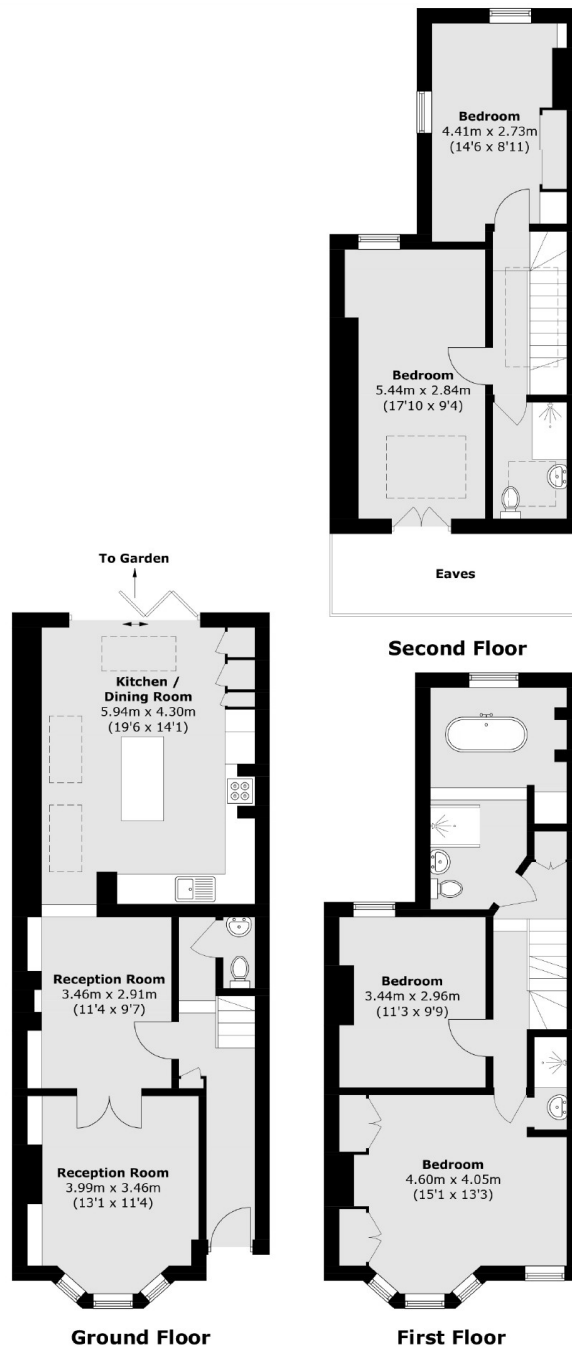 Bedroom
4.41m x 2.73m
(14'6 x 8'11)
Bedroom
5.44m x 2.84m
(17'10 x 9'4)
Eaves
Second Floor
To Garden
Kitchen /
Dining Room
5.94m x 4.30m
(19'6 x 14'1)
Reception Room
3.46m x 2.91m
(11'4 x 9'7)
Reception Room
3.99m x 3.46m
(13'1 x 11'4)
Ground Floor
Bedroom
3.44m x 2.96m
(11'3 x 9'9)
Bedroom
4.60m x 4.05m
(15'1 x 13'3)
First Floor